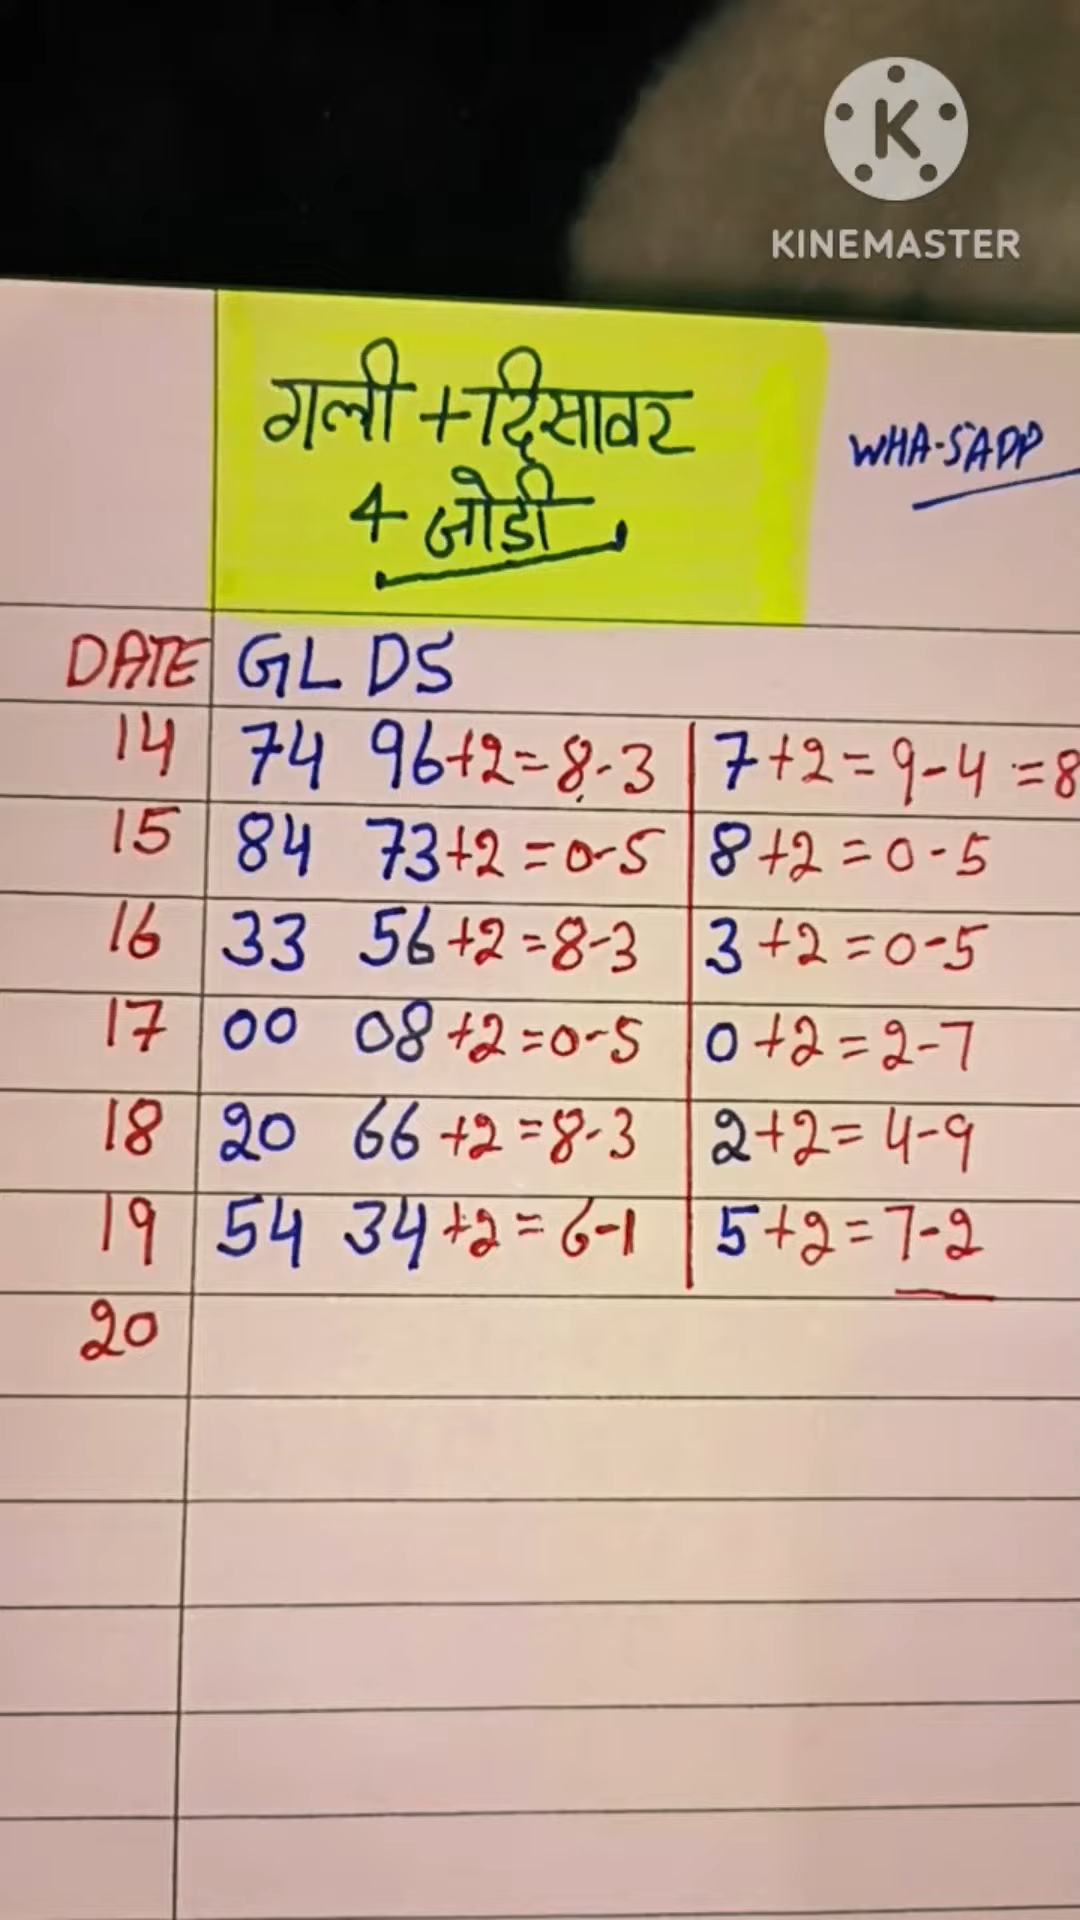 KINEMASTER
गली + दिसावर
4 जोडी
WHA-SAPP
DATE GL DS
14 74 96+2=8-3 7+2=9-4 =8
15 84 73+2=0-5 8+2=0-5
16 33 56+2=8-3 3+2=0-5
17 00 08+2=0-5 0+2=2-7
18 20 66+2=8-3 2+2=4-9
19 54 34+2=6-1 5+2=7-2
20